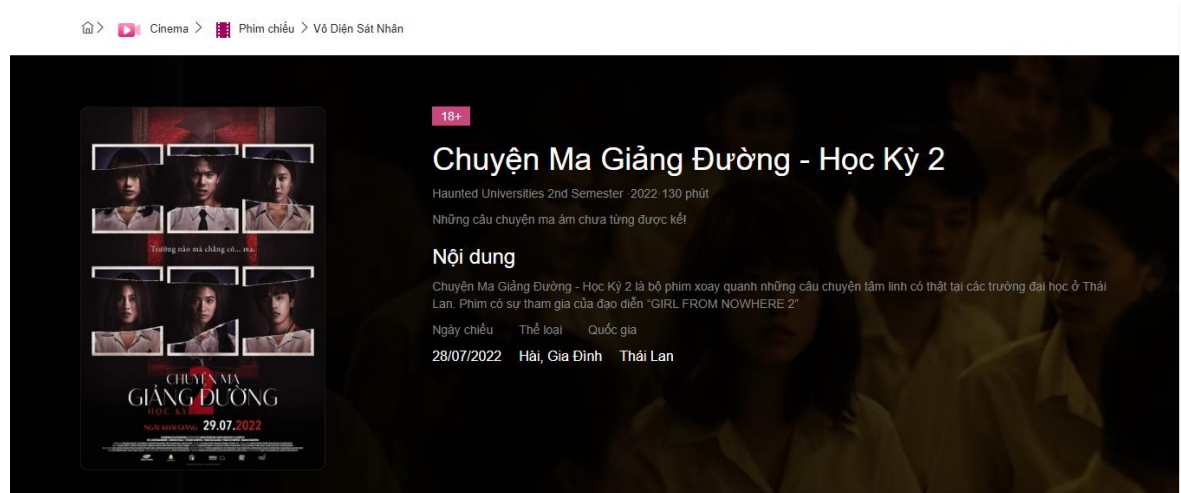 Cinema > Phim chiếu > Vô Diện Sát Nhân
18+
Chuyện Ma Giảng Đường - Học Kỳ 2
Haunted Universities 2nd Semester ·2022·130 phút
Những câu chuyện ma ám chưa từng được kể!
Nội dung
Chuyện Ma Giảng Đường - Học Kỳ 2 là bộ phim xoay quanh những câu chuyện tâm linh có thật tại các trường đại học ở Thái
Lan. Phim có sự tham gia của đạo diễn “GIRL FROM NOWHERE 2”
Ngày chiếu Thể loại Quốc gia
28/07/2022 Hài, Gia Đình Thái Lan
Trường nào mà chẳng có... ma.
CHUYỆN MA
GIẢNG ĐƯỜNG
2
HỌC KỲ
NGÀY KHAI GIẢNG 29.07.2022